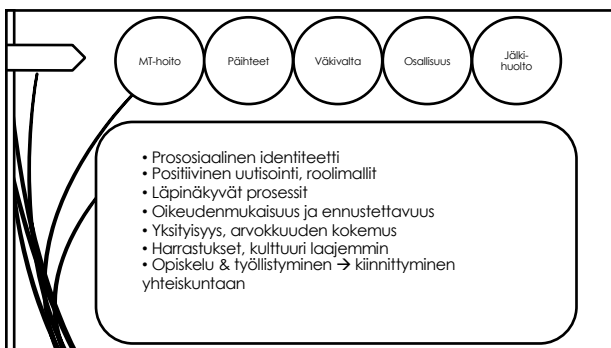 MT-hoito
Päihteet
Väkivalta
Osallisuus
Jälki-
huolto
• Prososiaalinen identiteetti
• Positiivinen uutisointi, roolimallit
• Läpinäkyvät prosessit
• Oikeudenmukaisuus ja ennustettavuus
• Yksityisyys, arvokkuuden kokemus
• Harrastukset, kulttuuri laajemmin
• Opiskelu & työllistyminen → kiinnittyminen
yhteiskuntaan